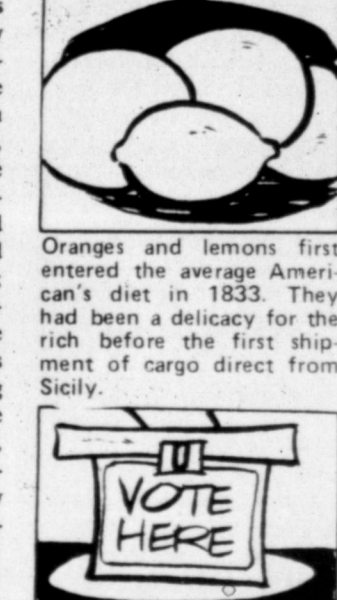 Oranges and lemons first
entered the average Ameri-
can's diet in 1833. They
had been a delicacy for the
rich before the first ship-
ment of cargo direct from
Sicily.
VOTE
HERE